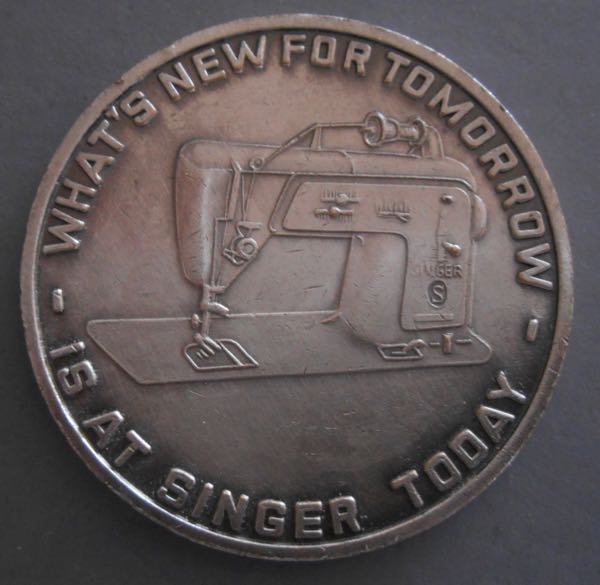 WHAT'S NEW FOR TOMORROW
- IS AT SINGER TODAY -
SINGER
S